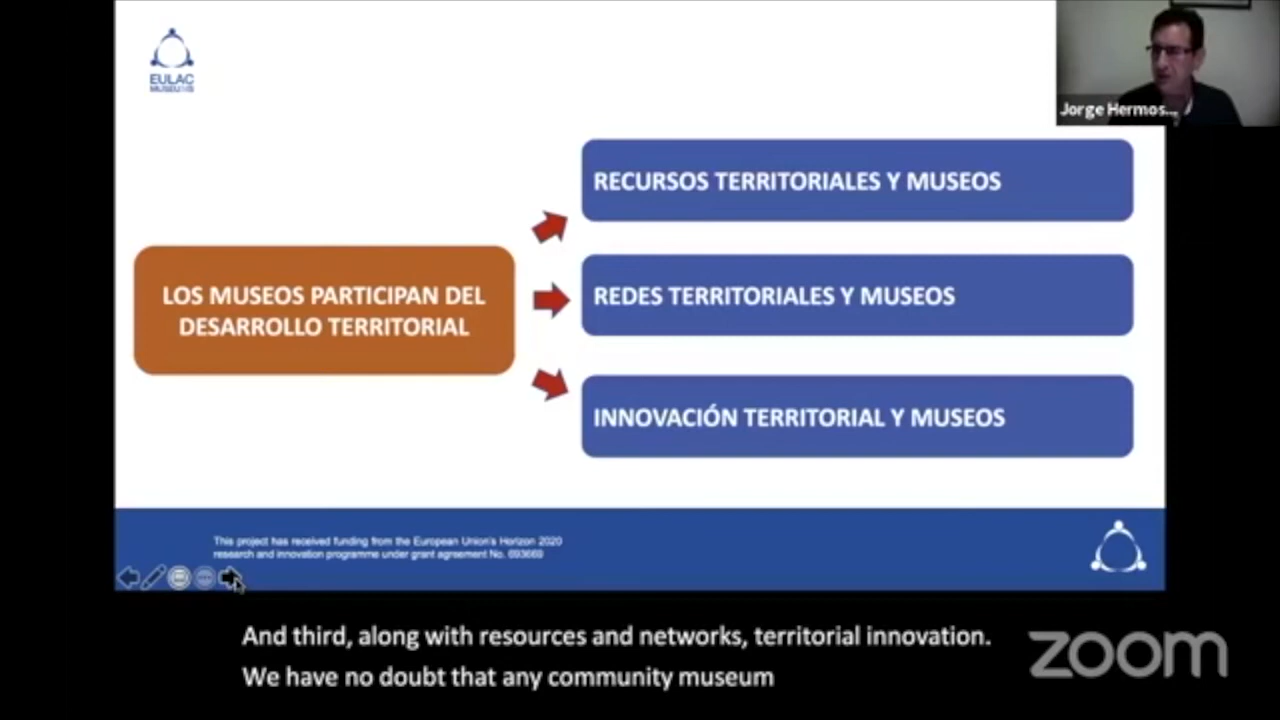 EULAC
MUSEUMS
Jorge Hermos...
RECURSOS TERRITORIALES Y MUSEOS
LOS MUSEOS PARTICIPAN DEL
DESARROLLO TERRITORIAL
REDES TERRITORIALES Y MUSEOS
INNOVACIÓN TERRITORIAL Y MUSEOS
This project has received funding from the European Union's Horizon 2020
research and innovation programme under grant agreement No. 693669
And third, along with resources and networks, territorial innovation.
We have no doubt that any community museum
zoom